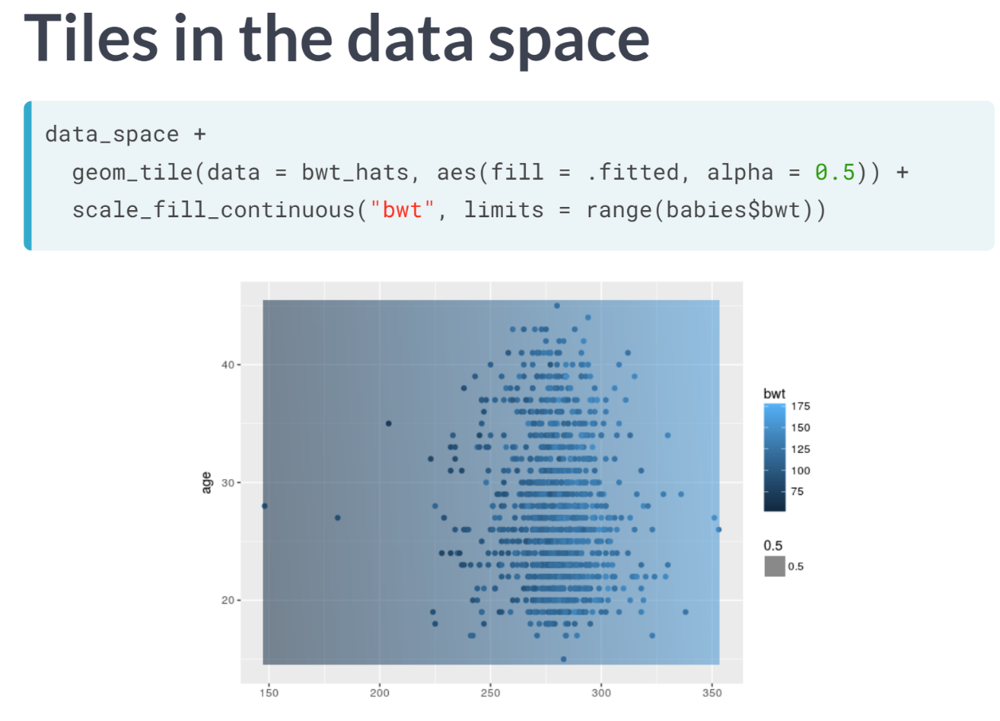 Tiles in the data space
data_space +
geom_tile(data = bwt_hats, aes(fill = .fitted, alpha = 0.5)) +
scale_fill_continuous("bwt", limits = range(babies$bwt))
40
30
20
age
150
200
250
300
350
bwt
175
150
125
100
75
0.5
0.5